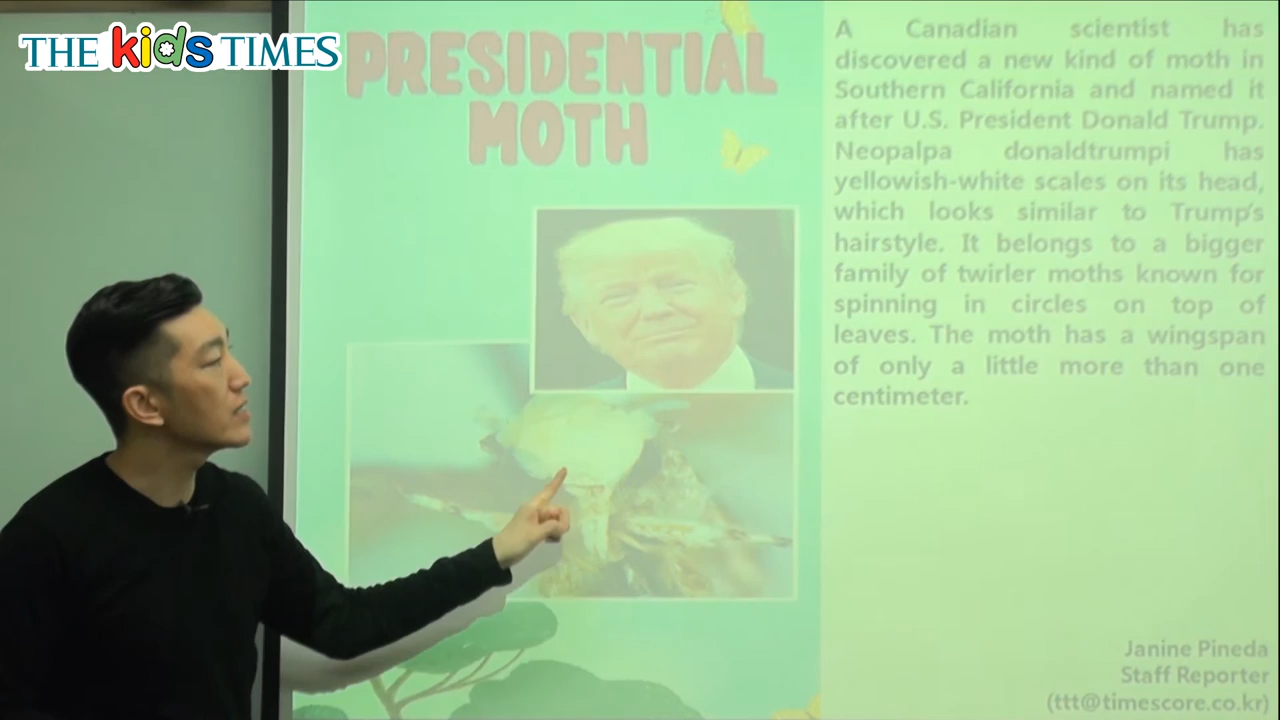 THE kids TIMES
PRESIDENTIAL
MOTH
A Canadian scientist has
discovered a new kind of moth in
Southern California and named it
after U.S. President Donald Trump.
Neopalpa donaldtrumpi has
yellowish-white scales on its head,
which looks similar to Trump's
hairstyle. It belongs to a bigger
family of twirler moths known for
spinning in circles on top of
leaves. The moth has a wingspan
of only a little more than one
centimeter.
Janine Pineda
Staff Reporter
(ttt@timescore.co.kr)